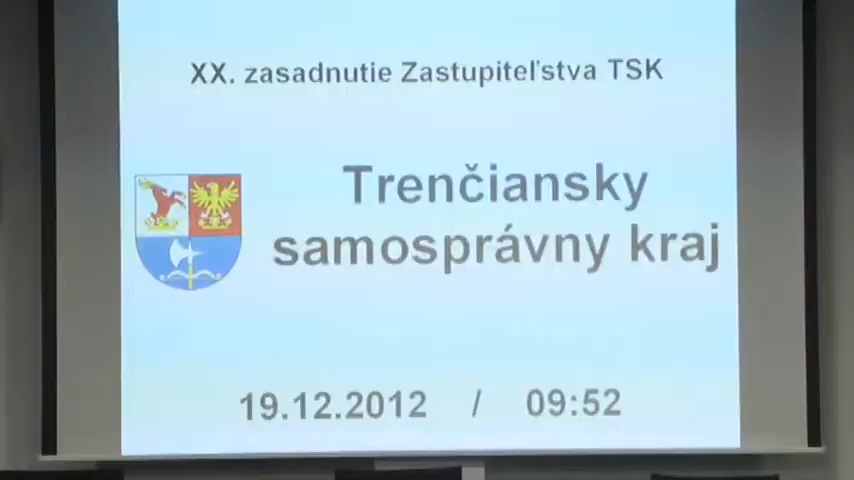 XX. zasadnutie Zastupiteľstva TSK
Trenčiansky
samosprávny kraj
19.12.2012 / 09:52